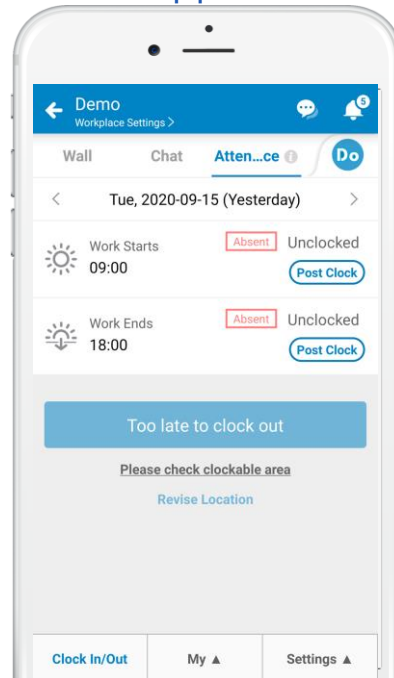 Demo
Workplace Settings >
5
Wall Chat Atten...ce i Do
< Tue, 2020-09-15 (Yesterday) >
Work Starts Absent Unclocked
09:00 Post Clock
Work Ends Absent Unclocked
18:00 Post Clock
Too late to clock out
Please check clockable area
Revise Location
Clock In/Out My ▲ Settings ▲